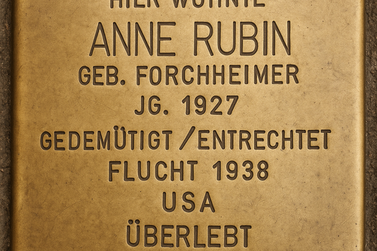 HIER WOHNTE
ANNE RUBIN
GEB. FORCHHEIMER
JG. 1927
GEDEMÜTIGT/ENTRECHTET
FLUCHT 1938
USA
ÜBERLEBT